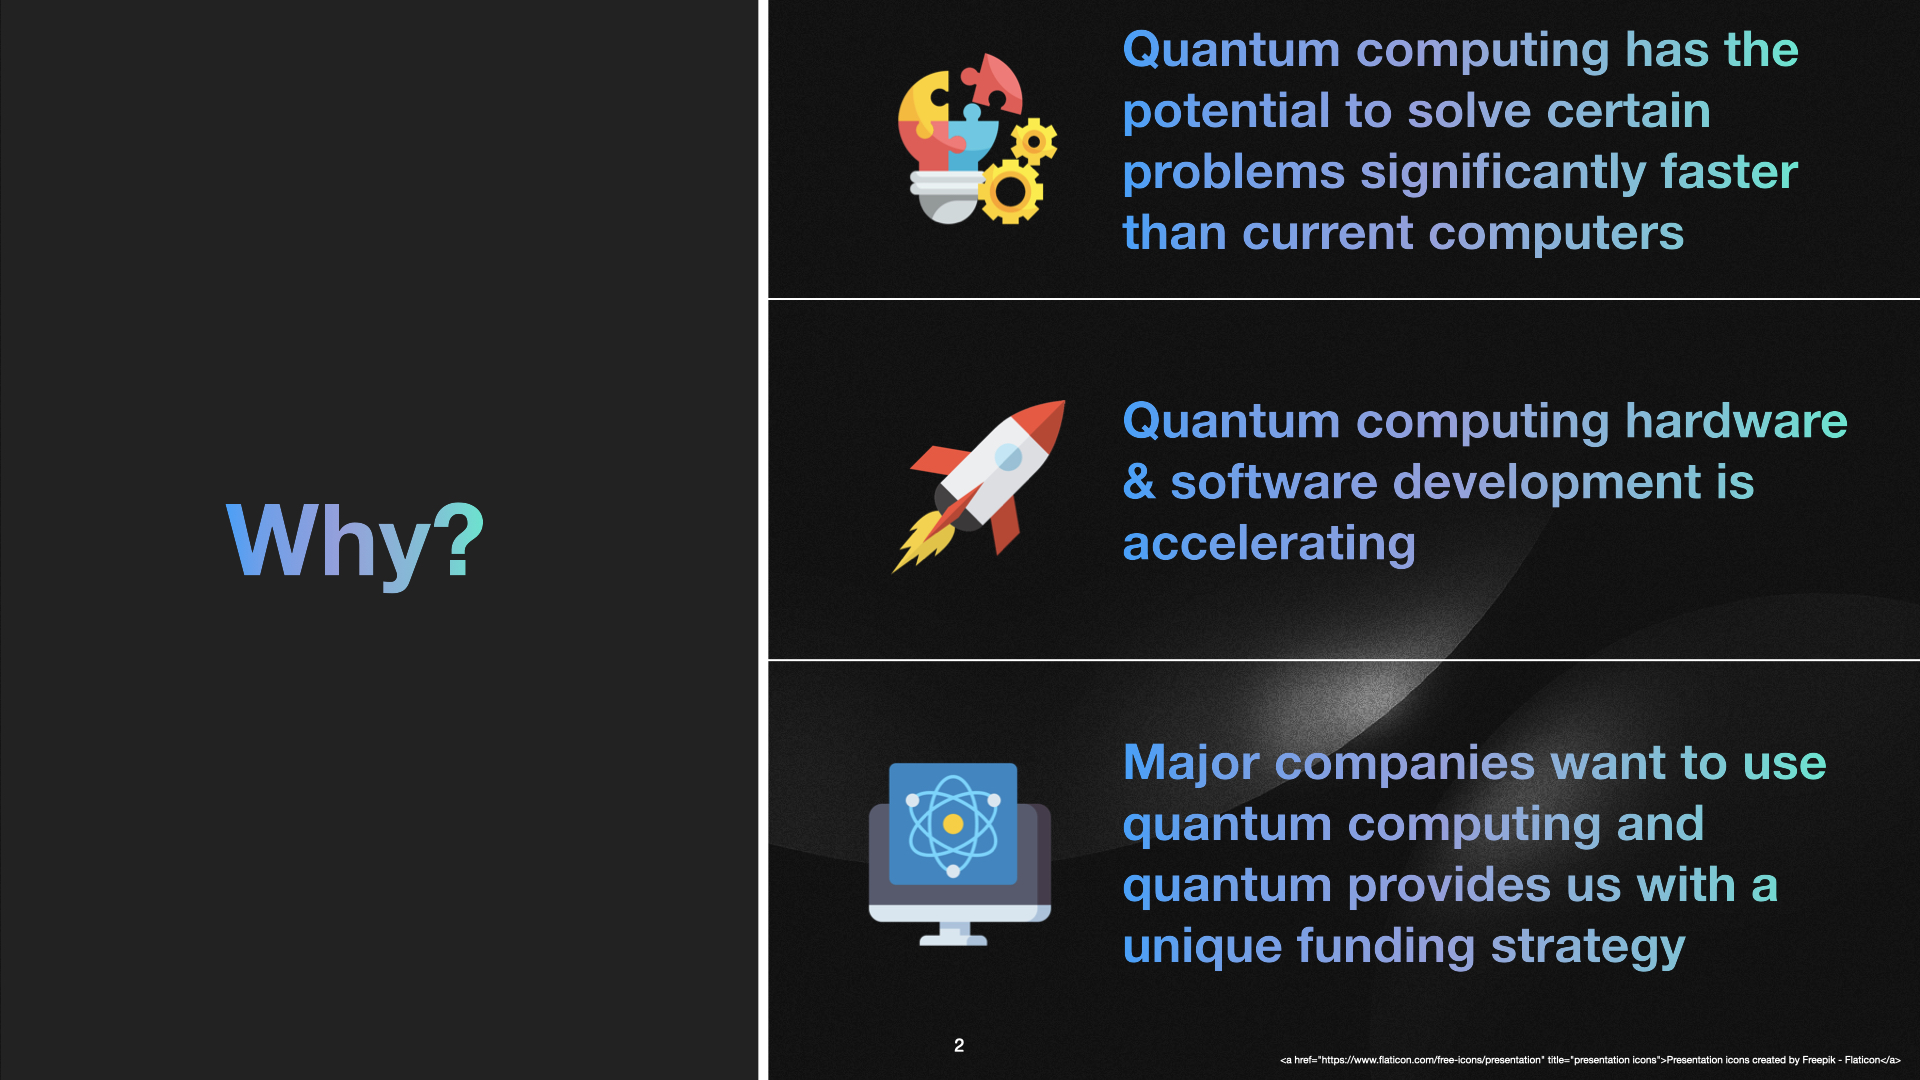 Why?
Quantum computing has the
potential to solve certain
problems significantly faster
than current computers
Quantum computing hardware
& software development is
accelerating
Major companies want to use
quantum computing and
quantum provides us with a
unique funding strategy
2
<a href="https://www.flaticon.com/free-icons/presentation" title="presentation icons">Presentation icons created by Freepik - Flaticon</a>